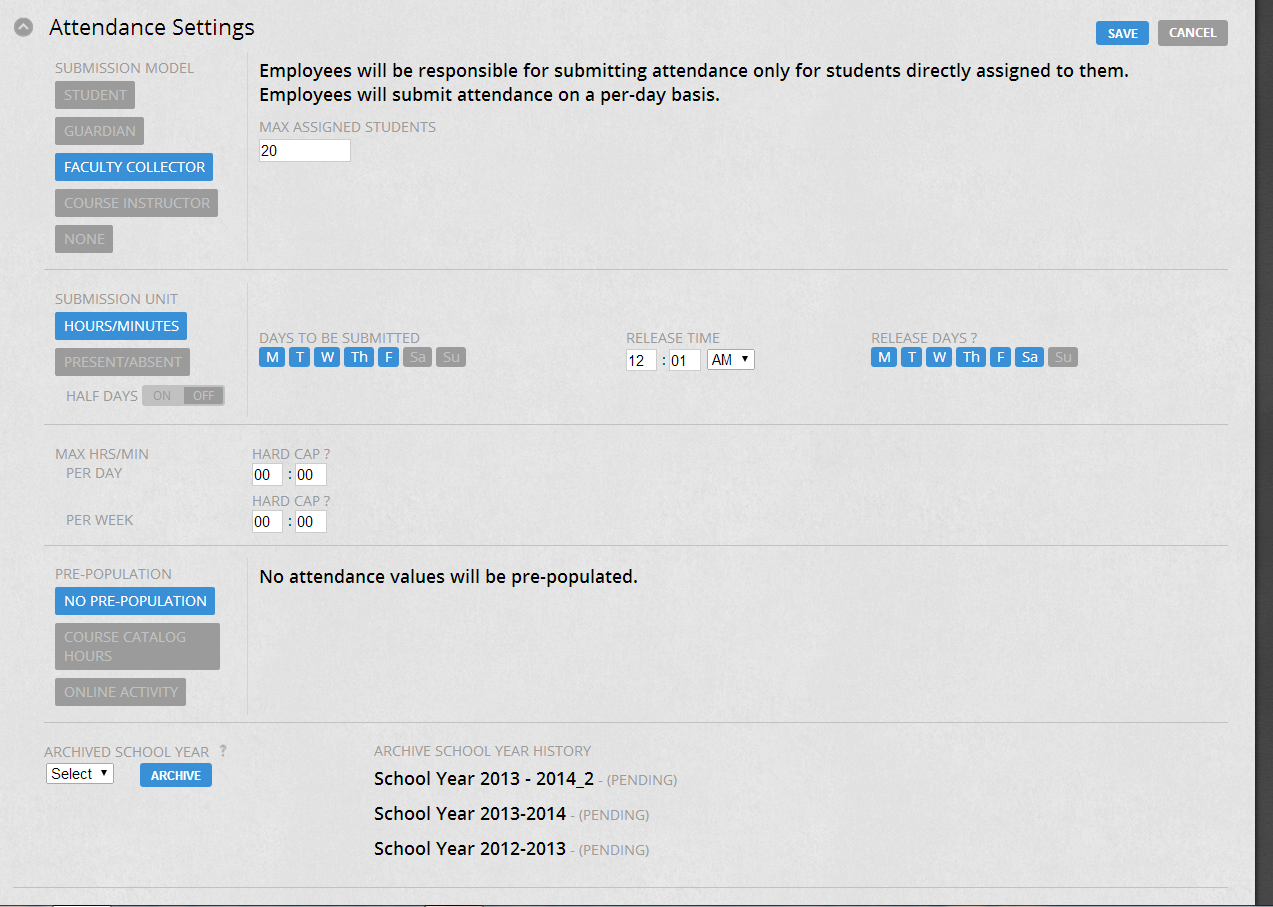 Attendance Settings
SAVE CANCEL
SUBMISSION MODEL
STUDENT
GUARDIAN
FACULTY COLLECTOR
COURSE INSTRUCTOR
NONE
Employees will be responsible for submitting attendance only for students directly assigned to them.
Employees will submit attendance on a per-day basis.
MAX ASSIGNED STUDENTS
20
SUBMISSION UNIT
HOURS/MINUTES
PRESENT/ABSENT
HALF DAYS ON OFF
DAYS TO BE SUBMITTED
M T W Th F Sa Su
RELEASE TIME
12 : 01 AM
RELEASE DAYS ?
M T W Th F Sa Su
MAX HRS/MIN
PER DAY
HARD CAP ?
00 : 00
PER WEEK
HARD CAP ?
00 : 00
PRE-POPULATION
NO PRE-POPULATION
COURSE CATALOG
HOURS
ONLINE ACTIVITY
No attendance values will be pre-populated.
ARCHIVED SCHOOL YEAR ?
Select ARCHIVE
ARCHIVE SCHOOL YEAR HISTORY
School Year 2013 - 2014_2 - (PENDING)
School Year 2013-2014 - (PENDING)
School Year 2012-2013 - (PENDING)